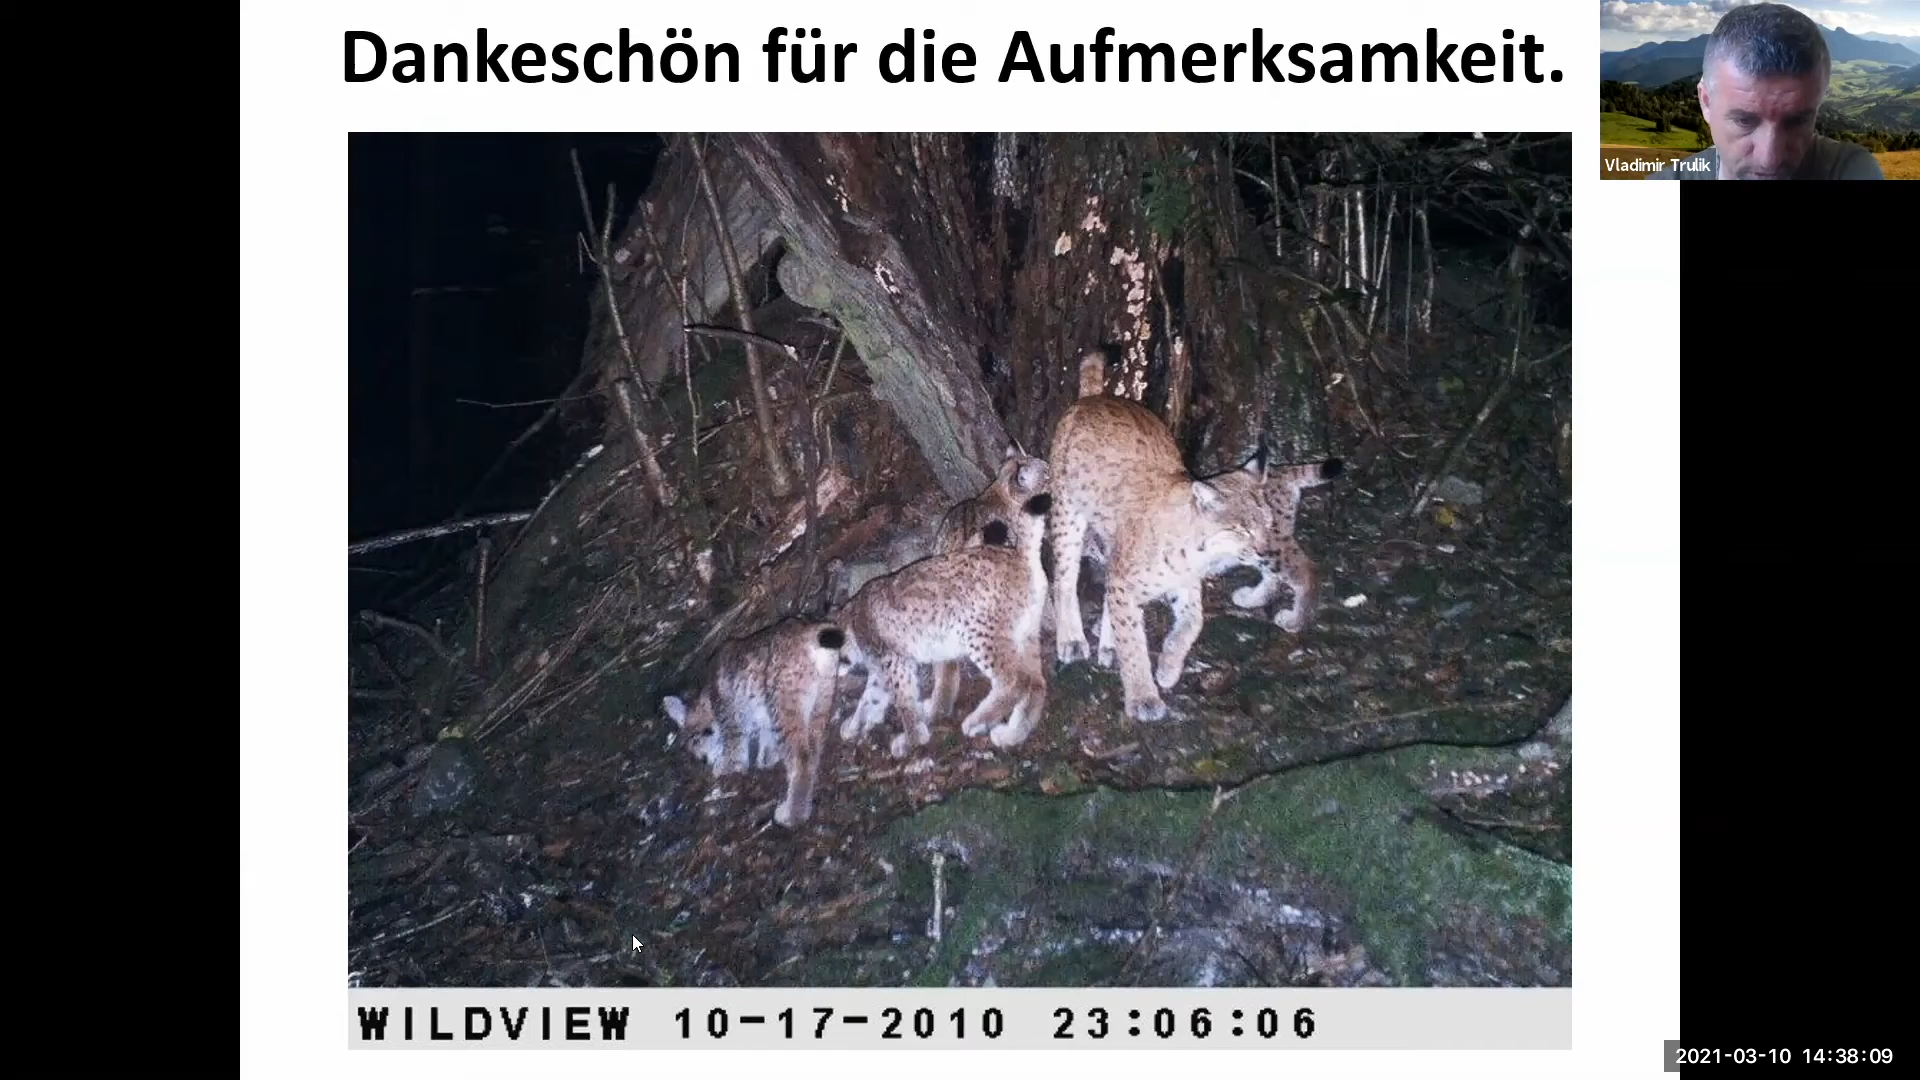 Dankeschön für die Aufmerksamkeit.
Vladimir Trulik
WILDVIEW 10-17-2010 23:06:06
2021-03-10 14:38:09